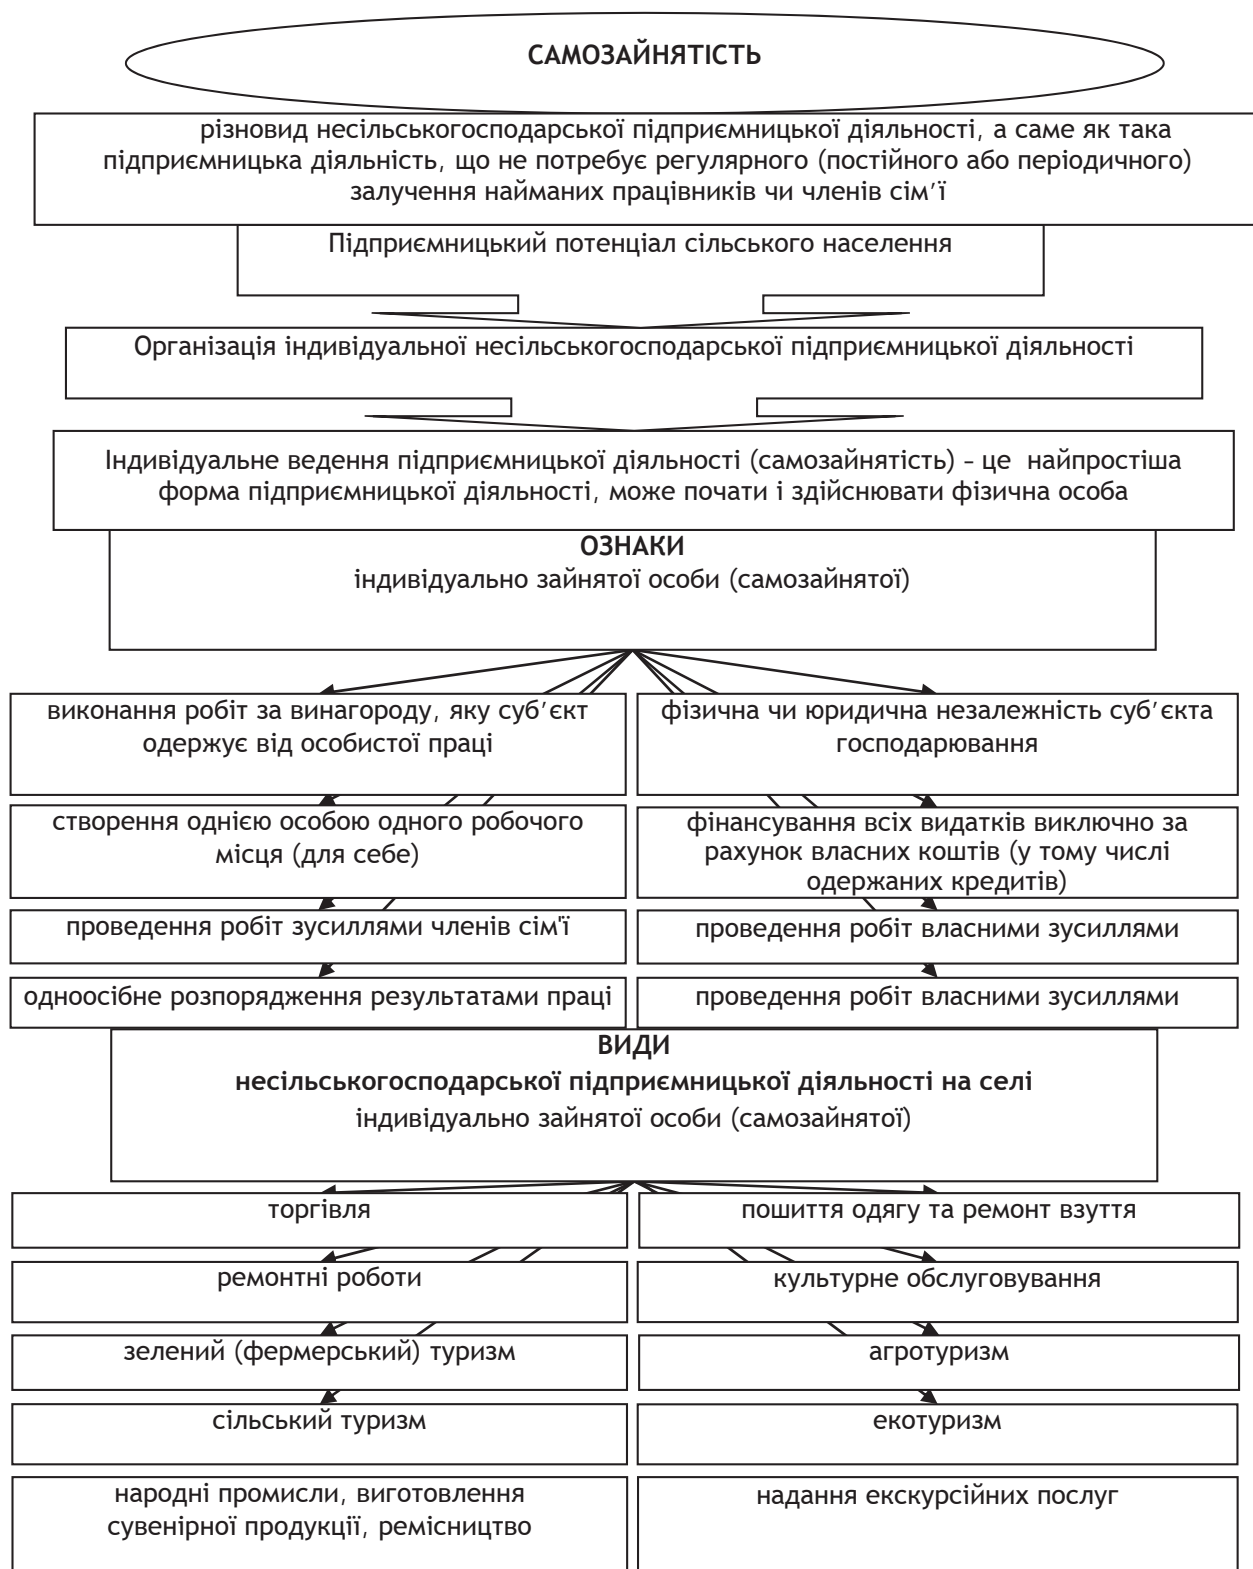 САМОЗАЙНЯТІСТЬ
різновид несільськогосподарської підприємницької діяльності, а саме як така
підприємницька діяльність, що не потребує регулярного (постійного або періодичного)
залучення найманих працівників чи членів сім’ї
Підприємницький потенціал сільського населення
Організація індивідуальної несільськогосподарської підприємницької діяльності
Індивідуальне ведення підприємницької діяльності (самозайнятість) – це найпростіша
форма підприємницької діяльності, може почати і здійснювати фізична особа
ОЗНАКИ
індивідуально зайнятої особи (самозайнятої)
виконання робіт за винагороду, яку суб’єкт
одержує від особистої праці
фізична чи юридична незалежність суб’єкта
господарювання
створення однією особою одного робочого
місця (для себе)
фінансування всіх видатків виключно за
рахунок власних коштів (у тому числі
одержаних кредитів)
проведення робіт зусиллями членів сім'ї
проведення робіт власними зусиллями
одноосібне розпорядження результатами праці
проведення робіт власними зусиллями
ВИДИ
несільськогосподарської підприємницької діяльності на селі
індивідуально зайнятої особи (самозайнятої)
торгівля
пошиття одягу та ремонт взуття
ремонтні роботи
культурне обслуговування
зелений (фермерський) туризм
агротуризм
сільський туризм
екотуризм
народні промисли, виготовлення
сувенірної продукції, ремісництво
надання екскурсійних послуг